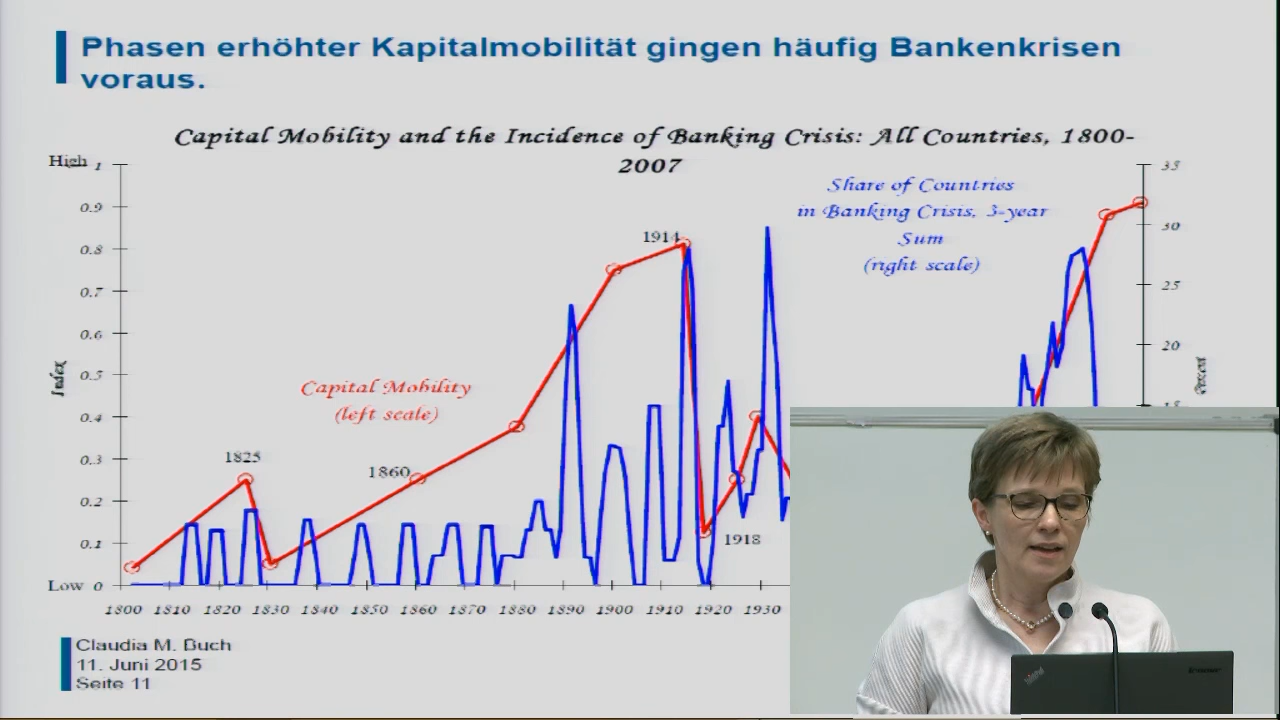 Phasen erhöhter Kapitalmobilität gingen häufig Bankenkrisen
voraus.
Capital Mobility and the Incidence of Banking Crisis: All Countries, 1800-
2007
High
1
0.9
0.8
0.7
0.6
0.5
0.4
0.3
0.2
0.1
Low 0
Index
35
30
25
20
15
Percent
Share of Countries
in Banking Crisis, 3-year
Sum
(right scale)
Capital Mobility
(left scale)
1825
1860
1914
1918
1800 1810 1820 1830 1840 1850 1860 1870 1880 1890 1900 1910 1920 1930
Claudia M. Buch
11. Juni 2015
Seite 11
ThinkPad
lenovo